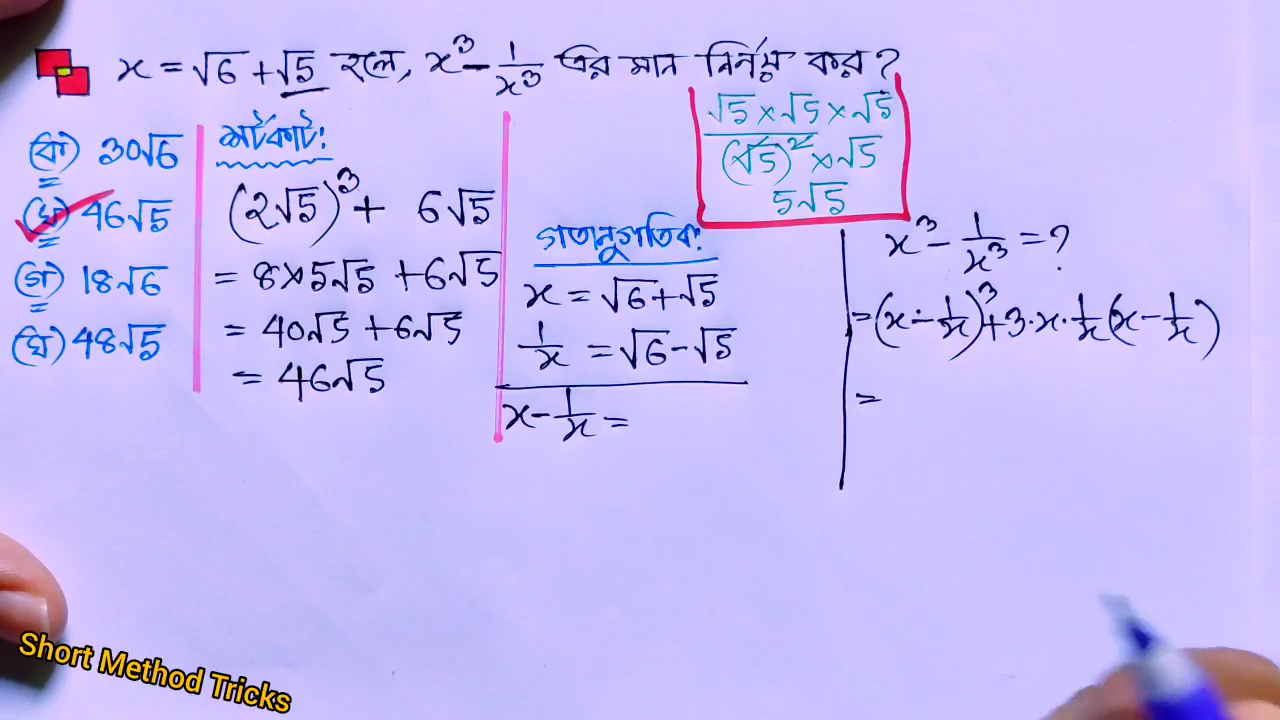 x = √6 + √5 হলে, x³ - 1/x³ এর মান নির্ণয় কর?
(ক) 30√6
(খ) 46√5
(গ) 18√6
(ঘ) 48√5
শর্টকাট:
(2√5)³ + 6√5
= 8×5√5 + 6√5
= 40√5 + 6√5
= 46√5
√5 × √5 × √5
(√5)² × √5
5√5
গতানুগতিক:
x = √6 + √5
1/x = √6 - √5
x - 1/x =
x³ - 1/x³ = ?
= (x - 1/x)³ + 3·x·1/x (x - 1/x)
=
Short Method Tricks